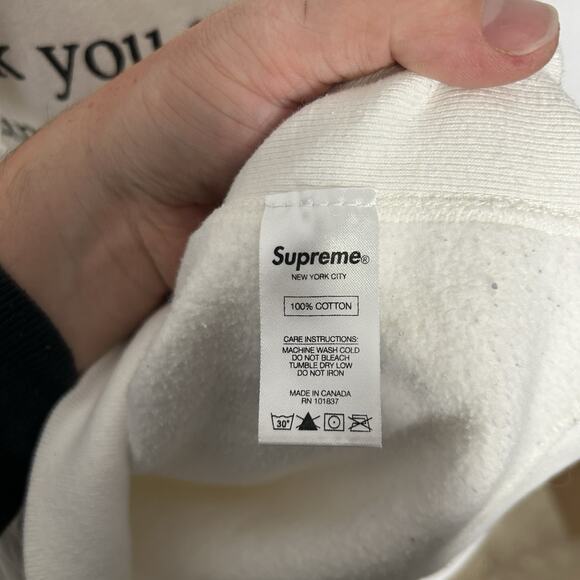 you
Supreme®
NEW YORK CITY
100% COTTON
CARE INSTRUCTIONS:
MACHINE WASH COLD
DO NOT BLEACH
TUMBLE DRY LOW
DO NOT IRON
MADE IN CANADA
RN 101837
30°